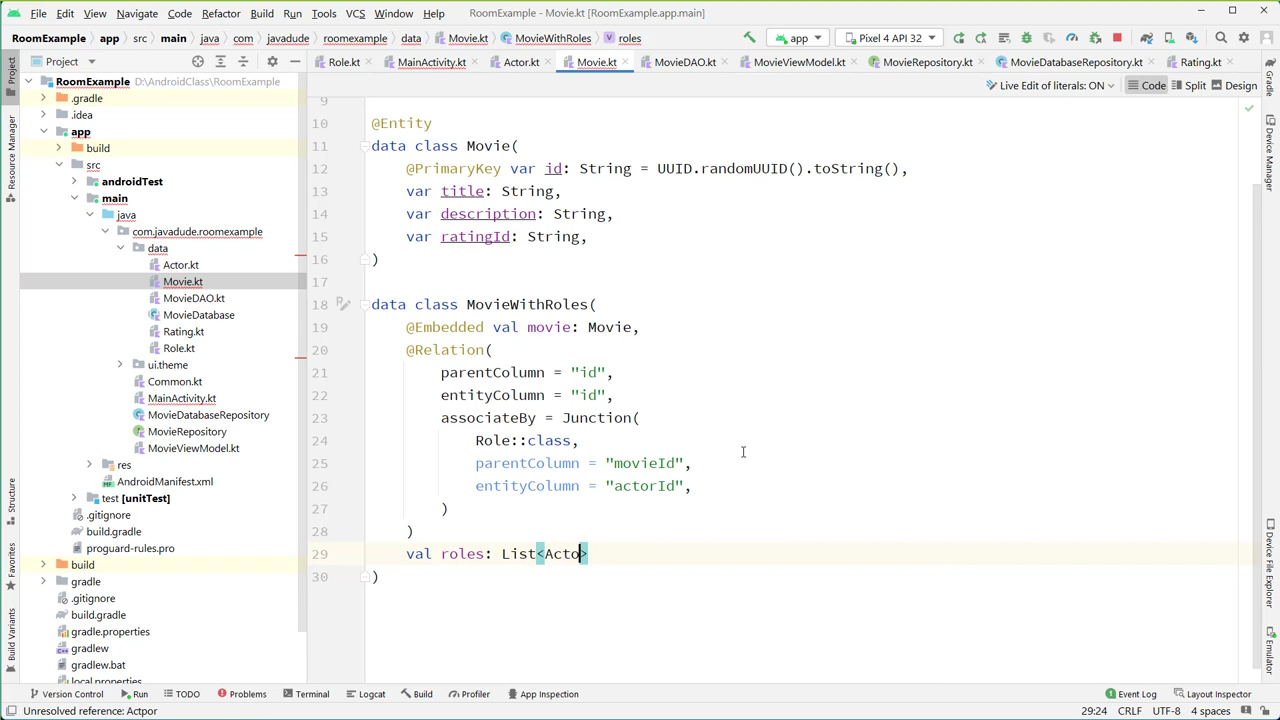 File Edit View Navigate Code Refactor Build Run Tools VCS Window Help RoomExample - Movie.kt [RoomExample.app.main]
RoomExample app src main java com javadude roomexample data Movie.kt MovieWithRoles roles app Pixel 4 API 32
Project Role.kt MainActivity.kt Actor.kt Movie.kt MovieDAO.kt MovieViewModel.kt MovieRepository.kt MovieDatabaseRepository.kt Rating.kt
Live Edit of literals: ON Code Split Design
Project
Resource Manager
Structure
Favorites
Build Variants
RoomExample D:\AndroidClass\RoomExample
.gradle
.idea
app
build
src
androidTest
main
java
com.javadude.roomexample
data
Actor.kt
Movie.kt
MovieDAO.kt
MovieDatabase
Rating.kt
Role.kt
ui.theme
Common.kt
MainActivity.kt
MovieDatabaseRepository
MovieRepository
MovieViewModel.kt
res
AndroidManifest.xml
test [unitTest]
.gitignore
build.gradle
proguard-rules.pro
build
gradle
.gitignore
build.gradle
gradle.properties
gradlew
gradlew.bat
local.properties
9
10 @Entity
11 data class Movie(
12 @PrimaryKey var id: String = UUID.randomUUID().toString(),
13 var title: String,
14 var description: String,
15 var ratingId: String,
16 )
17
18 data class MovieWithRoles(
19 @Embedded val movie: Movie,
20 @Relation(
21 parentColumn = "id",
22 entityColumn = "id",
23 associateBy = Junction(
24 Role::class,
25 parentColumn = "movieId",
26 entityColumn = "actorId",
27 )
28 )
29 val roles: List<Acto>
30 )
Gradle
Device Manager
Device File Explorer
Emulator
Version Control Run TODO Problems Terminal Logcat Build Profiler App Inspection Event Log Layout Inspector
Unresolved reference: Actpor 29:24 CRLF UTF-8 4 spaces